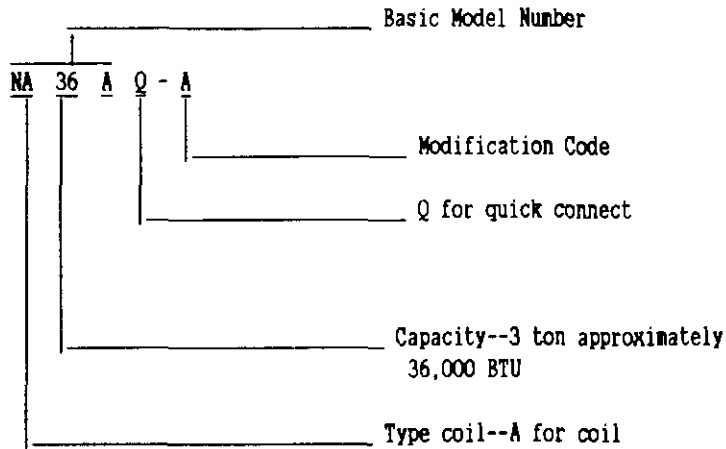 Basic Model Number
NA 36 A Q - A
Modification Code
Q for quick connect
Capacity--3 ton approximately
36,000 BTU
Type coil--A for coil